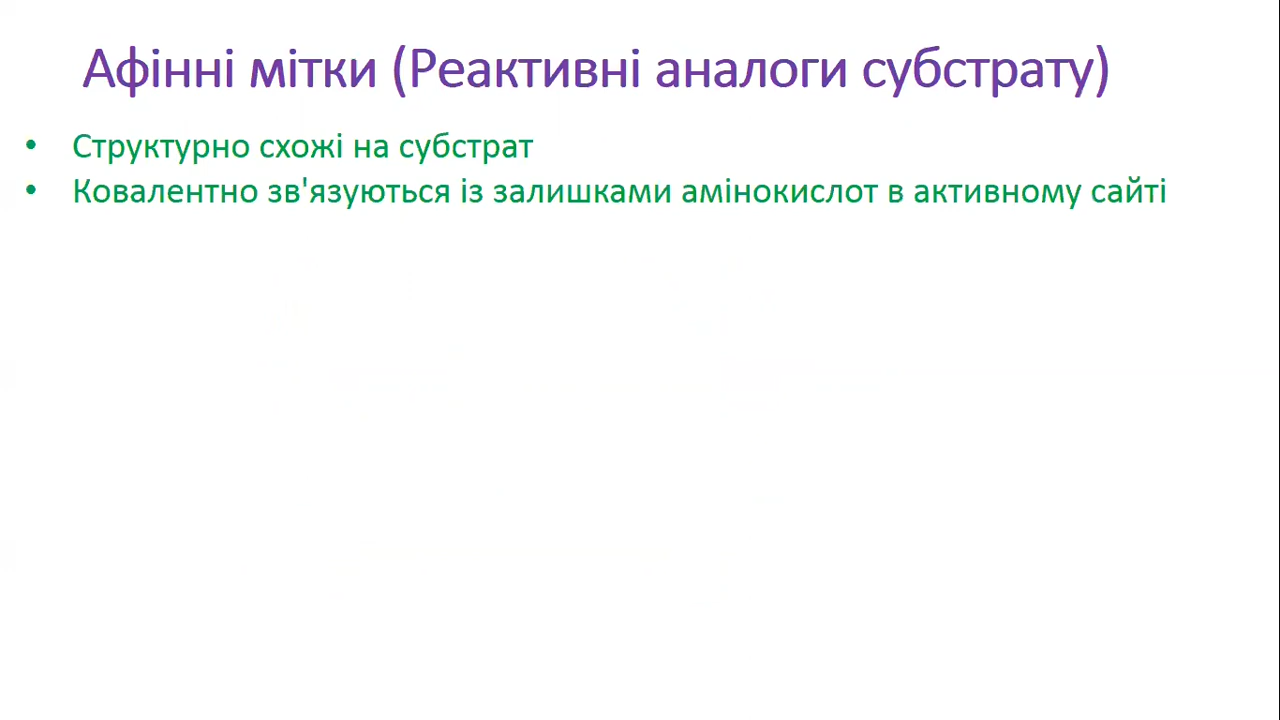 Афінні мітки (Реактивні аналоги субстрату)
• Структурно схожі на субстрат
• Ковалентно зв'язуються із залишками амінокислот в активному сайті